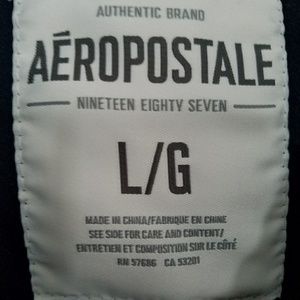 AUTHENTIC BRAND
AÉROPOSTALE
NINETEEN EIGHTY SEVEN
L/G
MADE IN CHINA/FABRIQUE EN CHINE
SEE SIDE FOR CARE AND CONTENT/
ENTRETIEN ET COMPOSITION SUR LE CÔTÉ
RN 57686 CA 53201